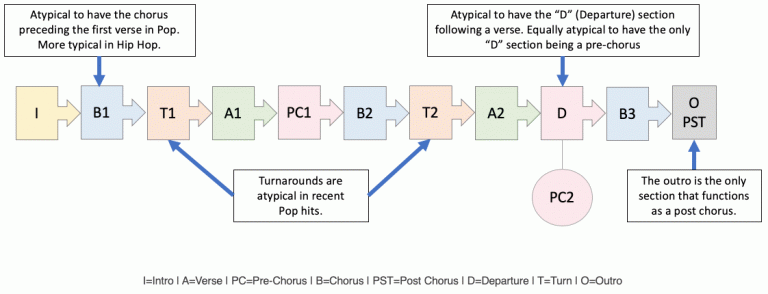 Atypical to have the chorus
preceding the first verse in Pop.
More typical in Hip Hop.
Atypical to have the “D” (Departure) section
following a verse. Equally atypical to have the only
“D” section being a pre-chorus
I
B1
T1
A1
PC1
B2
T2
A2
D
B3
O
PST
Turnarounds are
atypical in recent
Pop hits.
PC2
The outro is the only
section that functions
as a post chorus.
I=Intro I A=Verse I PC=Pre-Chorus I B=Chorus I PST=Post Chorus I D=Departure I T=Turn I O=Outro